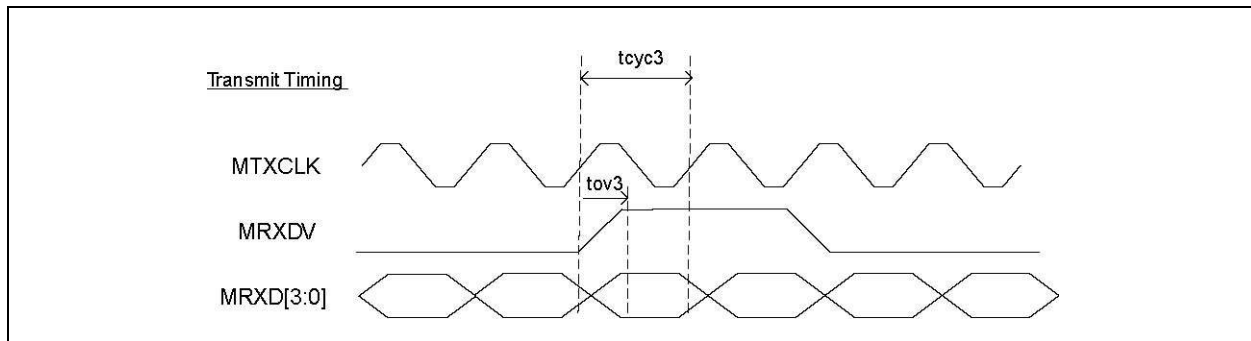 tcyc3
Transmit Timing
MTXCLK
tov3
MRXDV
MRXD[3:0]